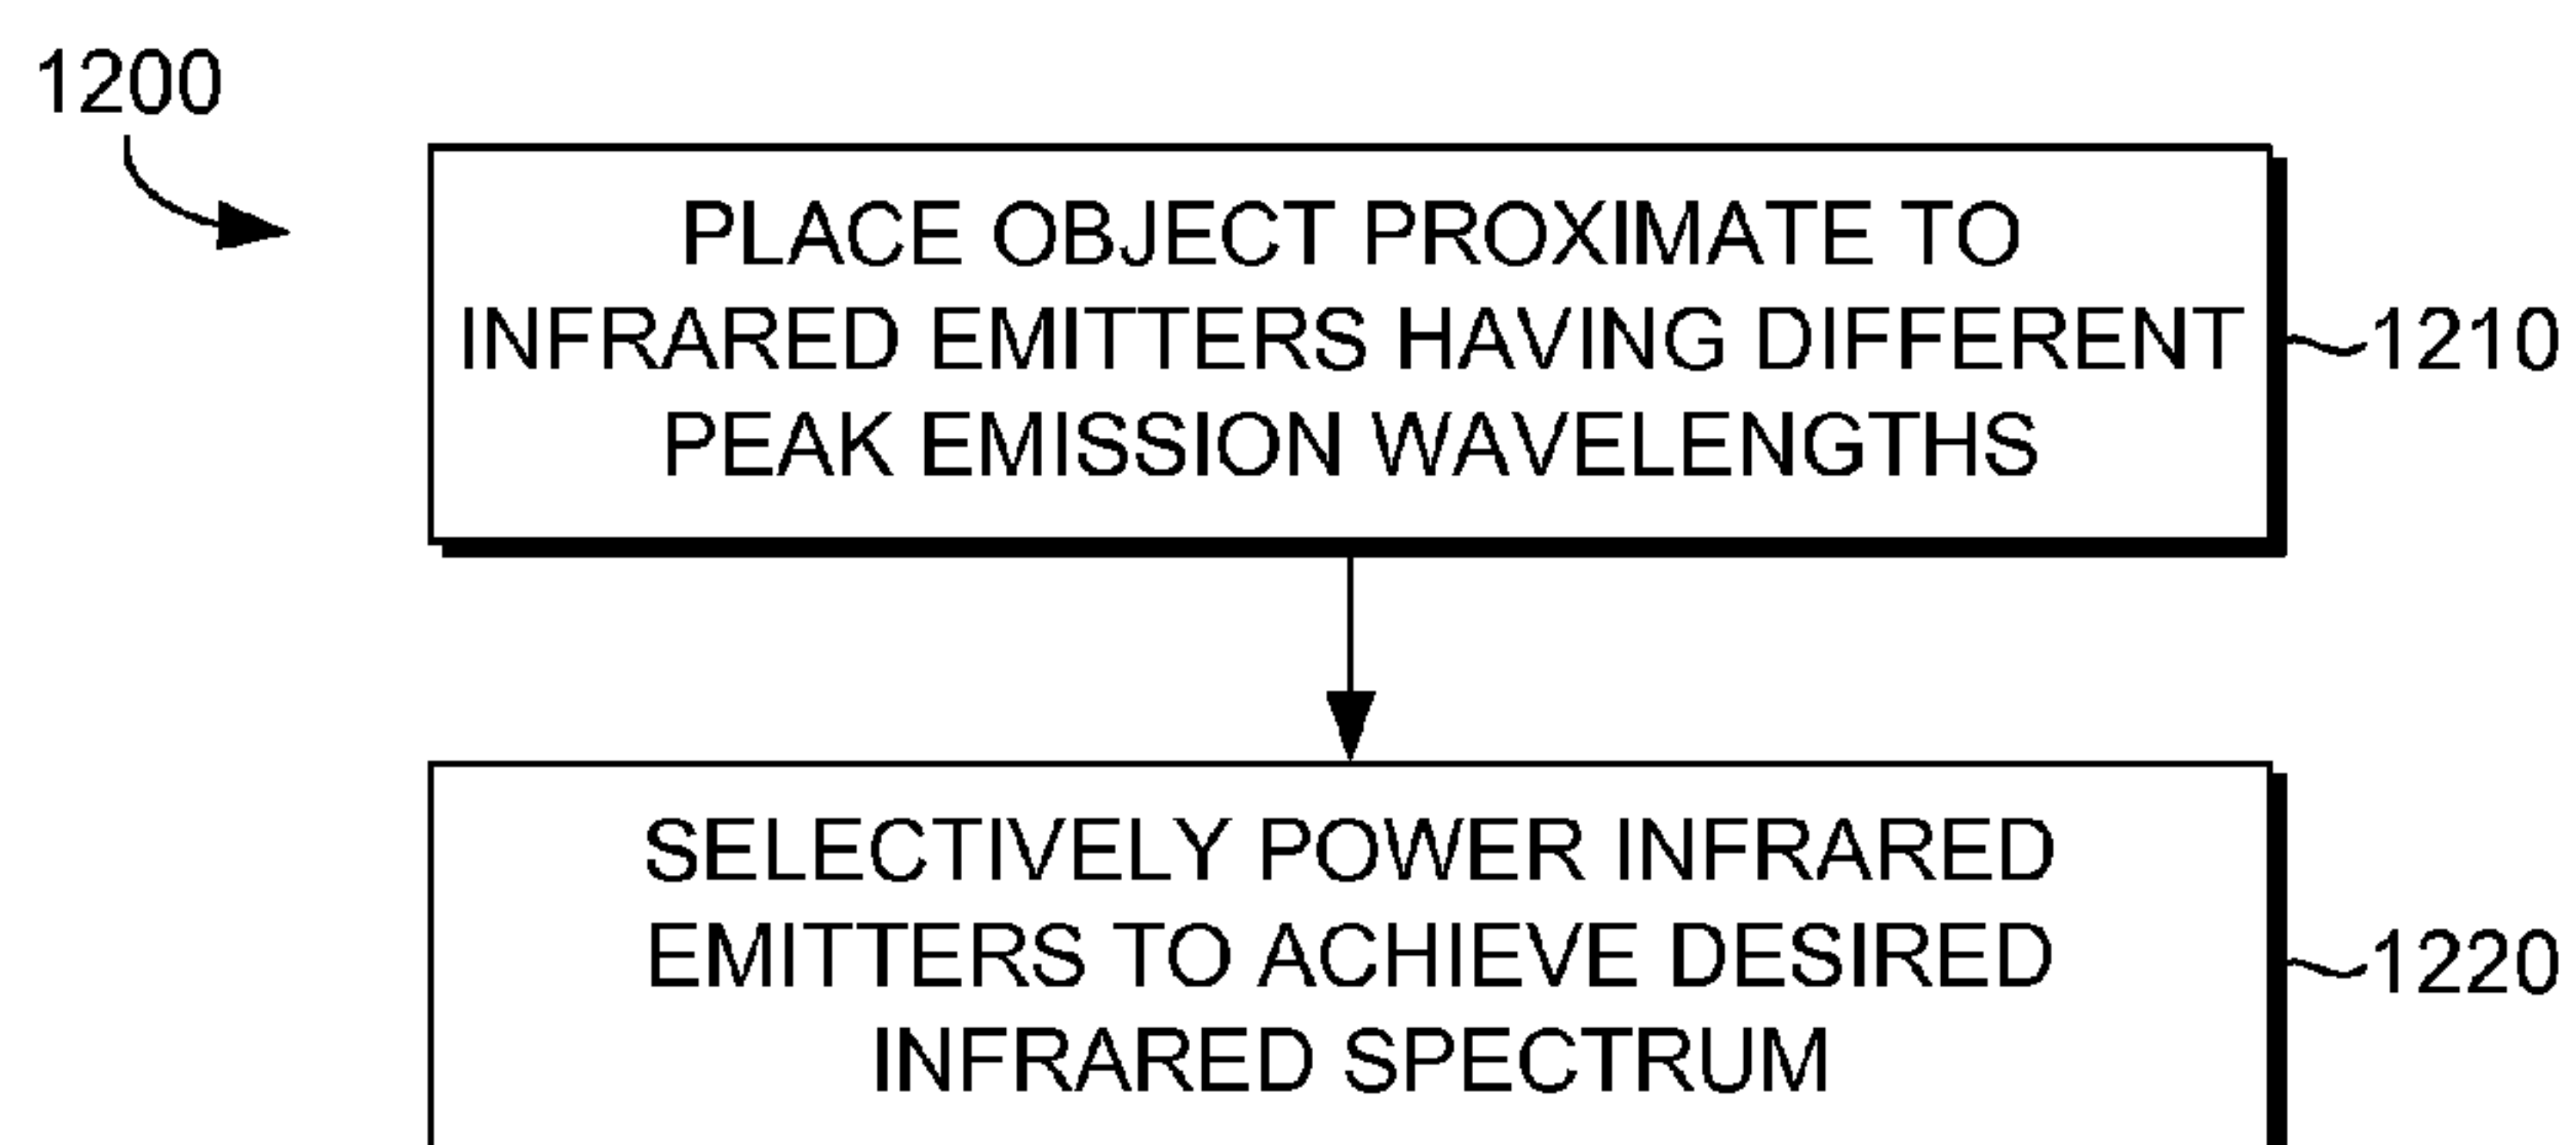 1200
PLACE OBJECT PROXIMATE TO
INFRARED EMITTERS HAVING DIFFERENT
PEAK EMISSION WAVELENGTHS
1210
SELECTIVELY POWER INFRARED
EMITTERS TO ACHIEVE DESIRED
INFRARED SPECTRUM
1220